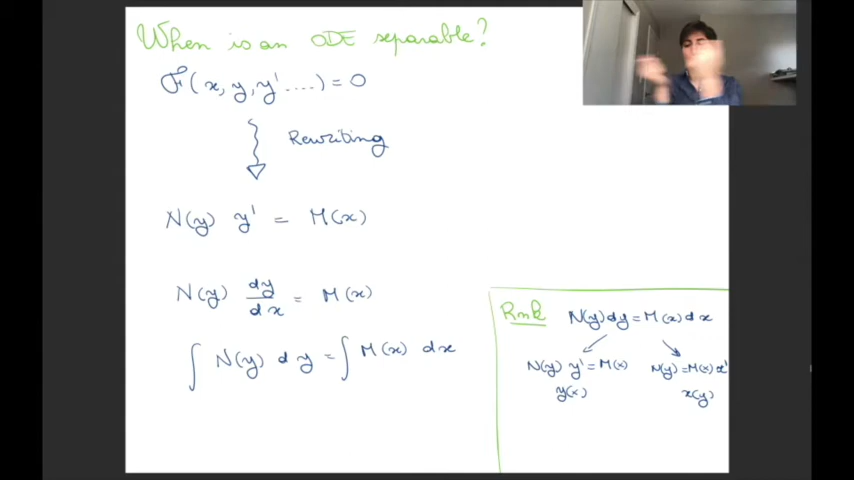 When is an ODE separable?
F(x, y, y'....) = 0
Rewriting
N(y) y' = M(x)
N(y) dy/dx = M(x)
∫ N(y) dy = ∫ M(x) dx
Rmk N(y)dy = M(x)dx
N(y) y' = M(x) N(y) = M(x) x'
y(x) x(y)